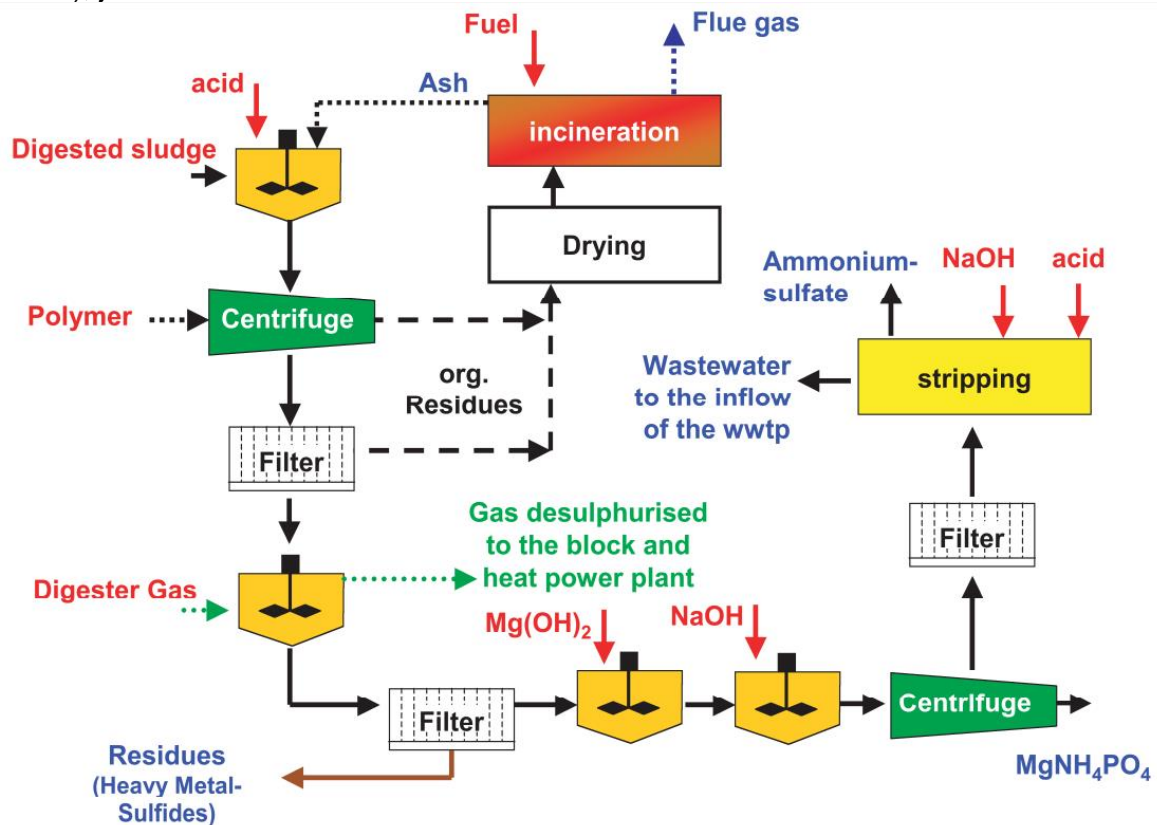 Fuel
Flue gas
acid
Ash
incineration
Digested sludge
Drying
Ammonium-
sulfate
NaOH
acid
Polymer
Centrifuge
stripping
org.
Residues
Wastewater
to the inflow
of the wwtp
Filter
Filter
Gas desulphurised
to the block and
heat power plant
Digester Gas
Mg(OH)₂
NaOH
Filter
Centrifuge
Residues
(Heavy Metal-
Sulfides)
MgNH₄PO₄